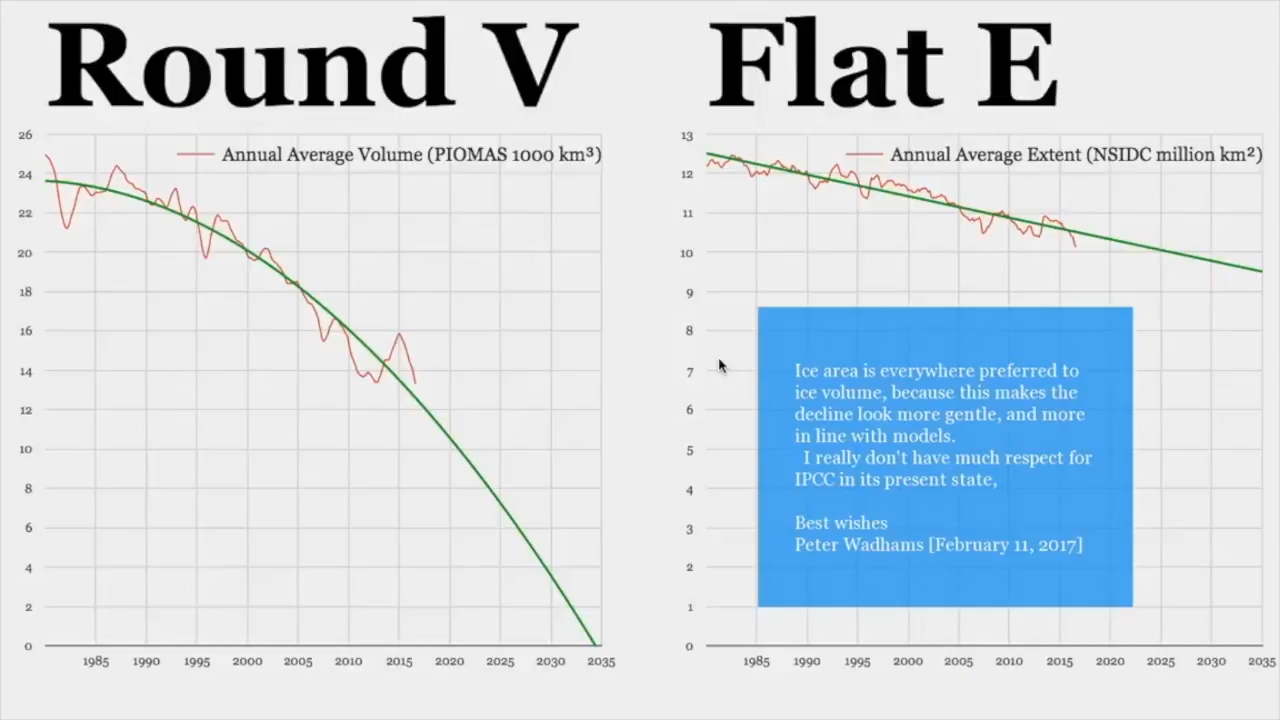 Round V
Flat E
Annual Average Volume (PIOMAS 1000 km³)
26
24
22
20
18
16
14
12
10
8
6
4
2
0
1985 1990 1995 2000 2005 2010 2015 2020 2025 2030 2035
Annual Average Extent (NSIDC million km²)
13
12
11
10
9
8
7
6
5
4
3
2
1
0
1985 1990 1995 2000 2005 2010 2015 2020 2025 2030 2035
Ice area is everywhere preferred to
ice volume, because this makes the
decline look more gentle, and more
in line with models.
I really don't have much respect for
IPCC in its present state,
Best wishes
Peter Wadhams [February 11, 2017]